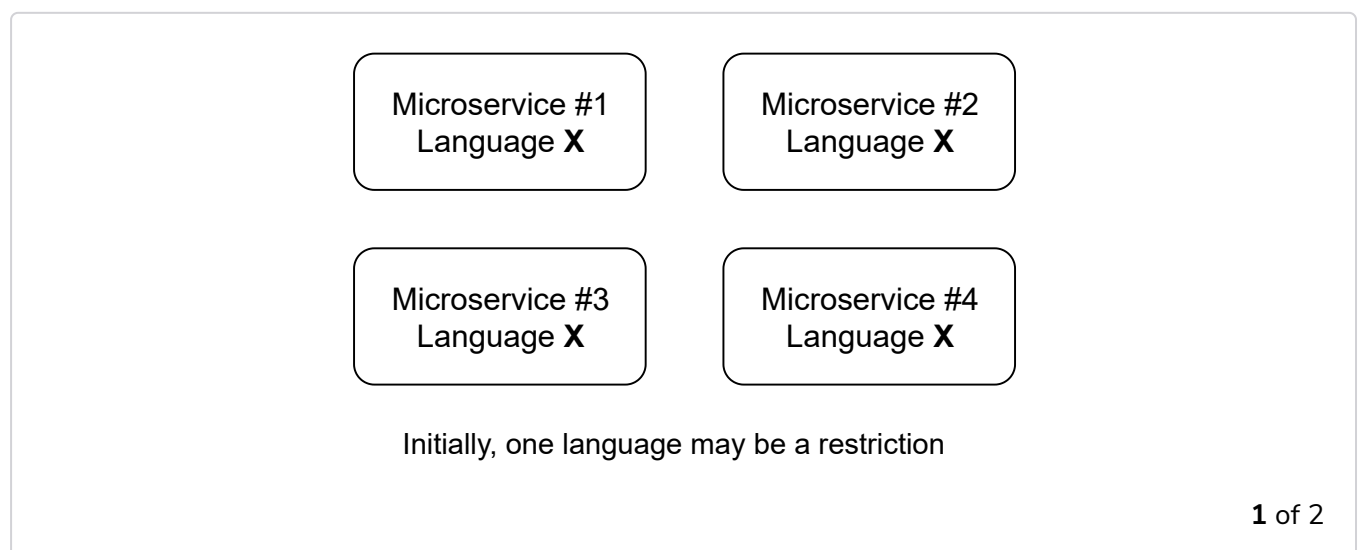 Microservice #1
Language X
Microservice #2
Language X
Microservice #3
Language X
Microservice #4
Language X
Initially, one language may be a restriction
1 of 2